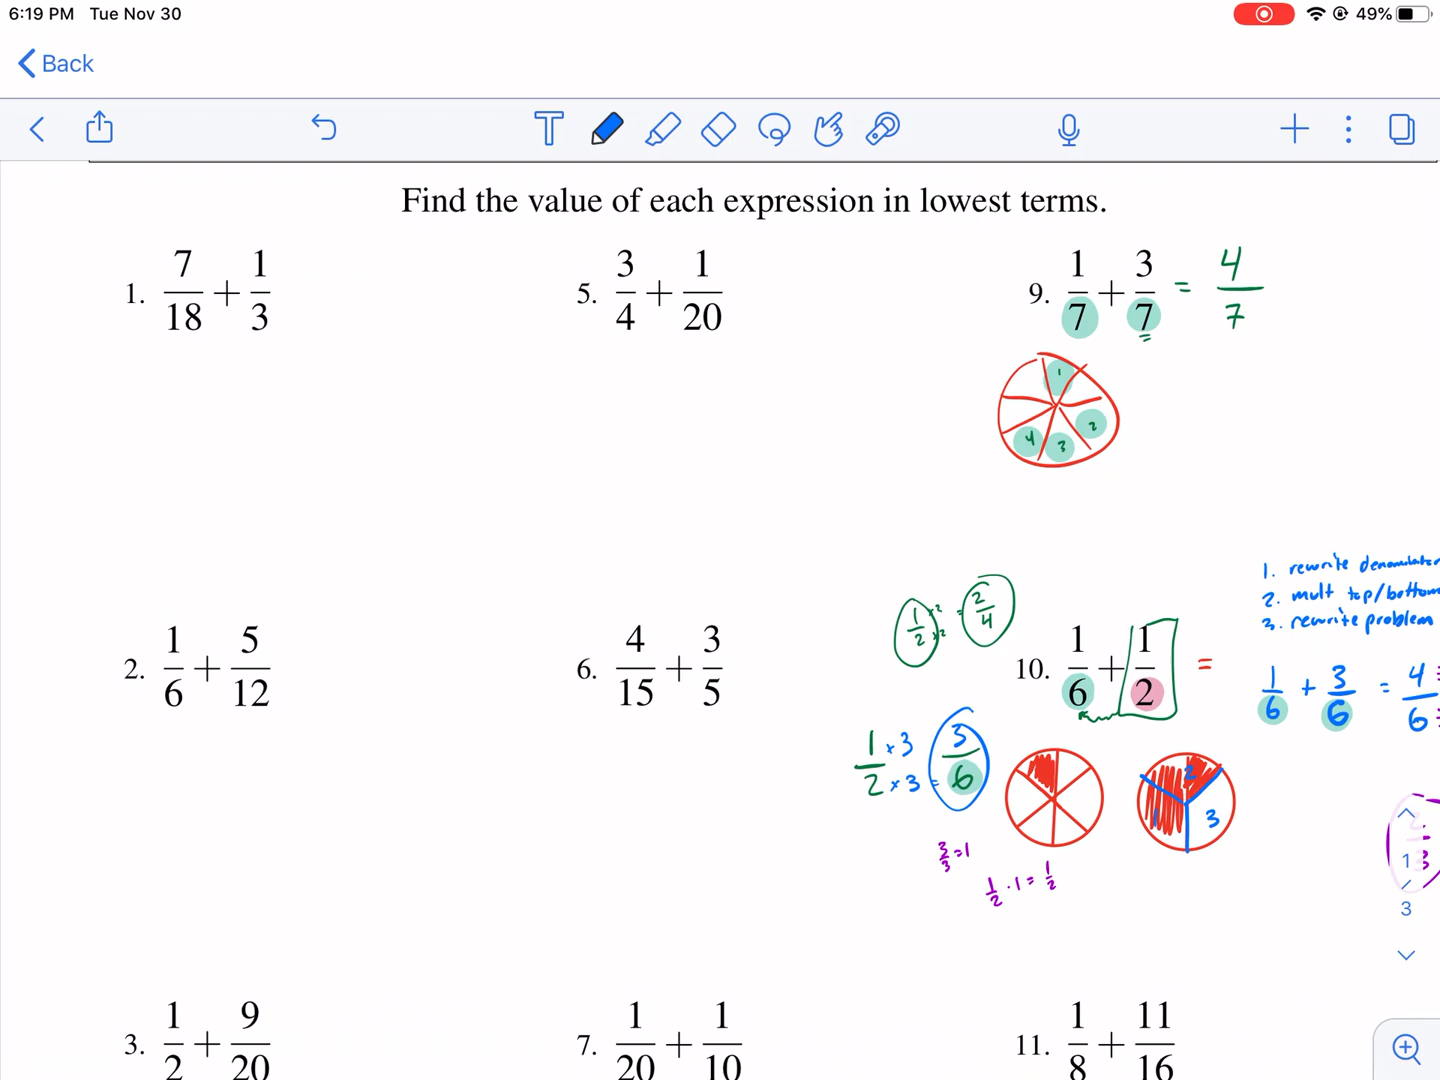 6:19 PM Tue Nov 30
49%
Back
Find the value of each expression in lowest terms.
1. 7/18 + 1/3
5. 3/4 + 1/20
9. 1/7 + 3/7 = 4/7
1
2
3
4
1. rewrite
2. mult top/bottom
3. rewrite problem
1/2 ×2 ×2 = 2/4
2. 1/6 + 5/12
6. 4/15 + 3/5
10. 1/6 + 1/2 =
1/6 + 3/6 = 4/6
1/2 ×3 ×3 = 3/6
1 2
3
3/3 = 1
1/2 · 1 = 1/2
3
1
/
3
3. 1/2 + 9/20
7. 1/20 + 1/10
11. 1/8 + 11/16